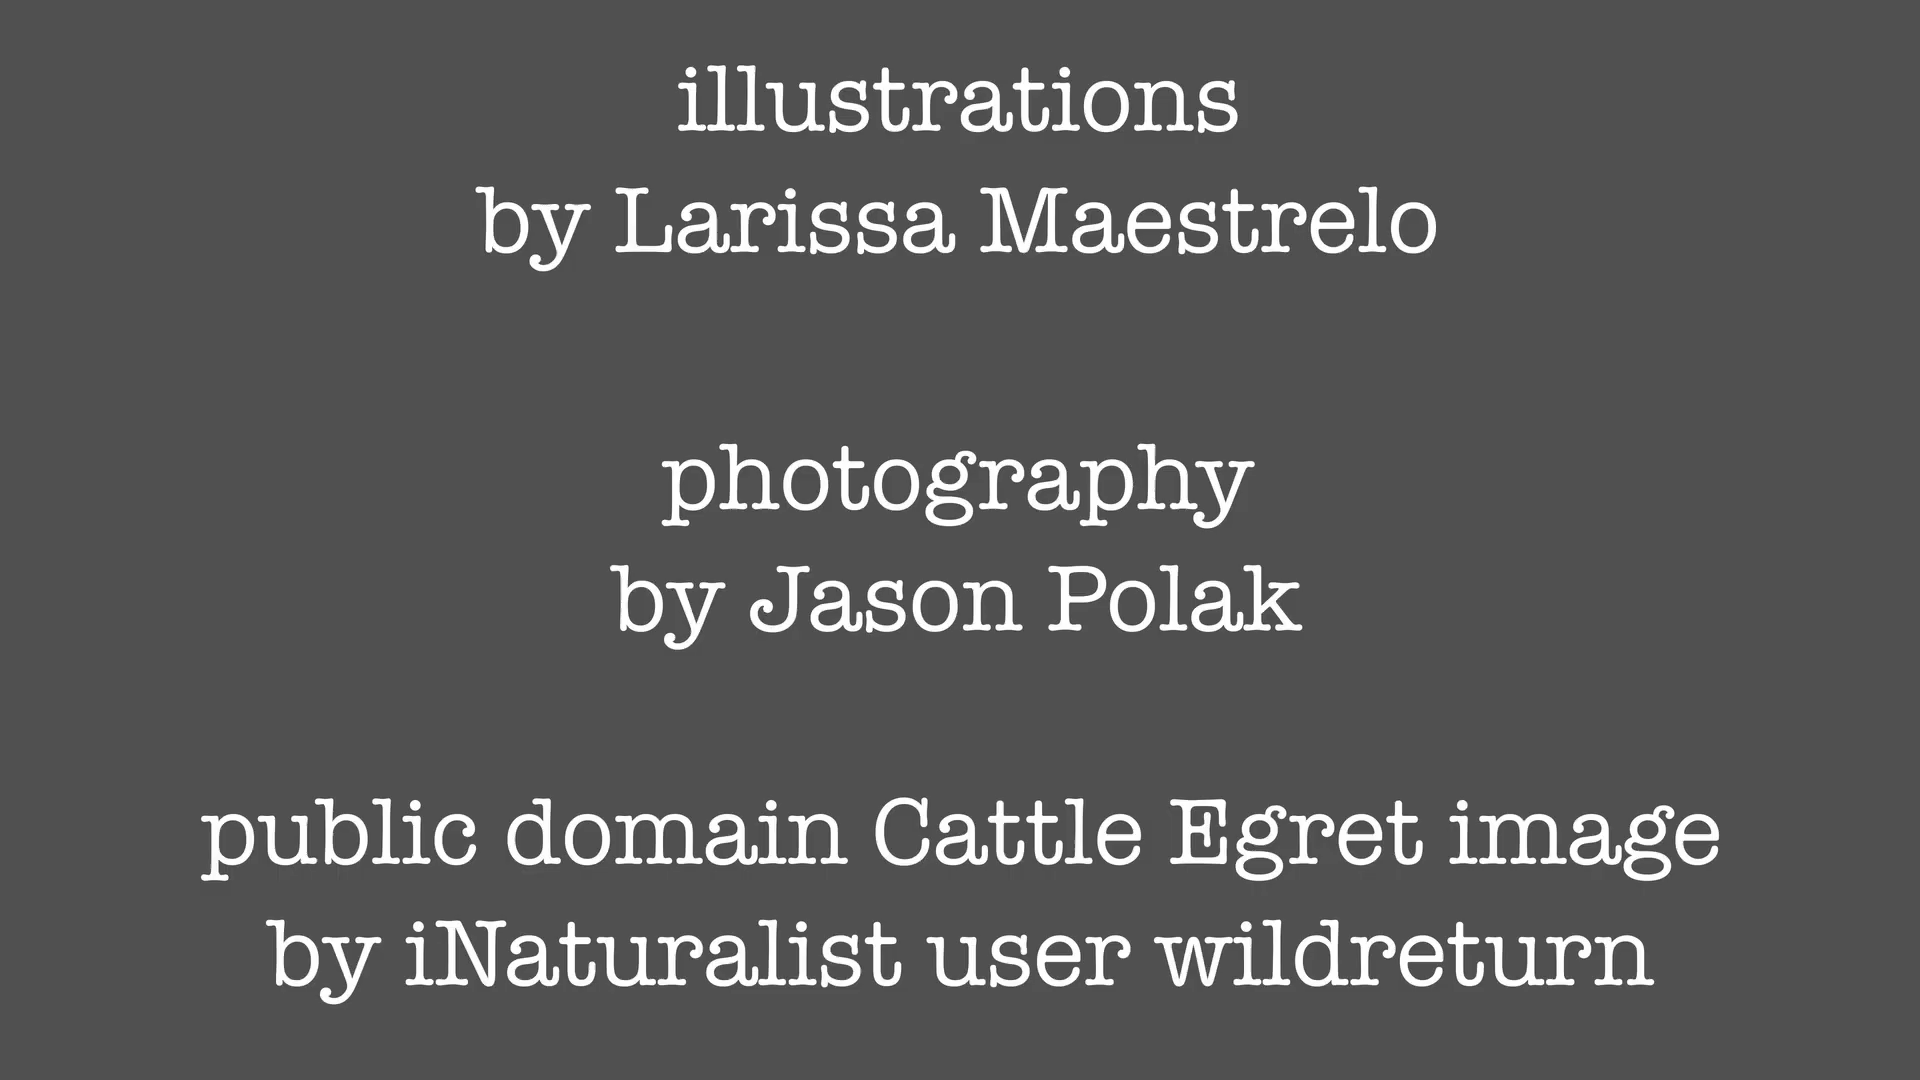 illustrations
by Larissa Maestrelo
photography
by Jason Polak
public domain Cattle Egret image
by iNaturalist user wildreturn